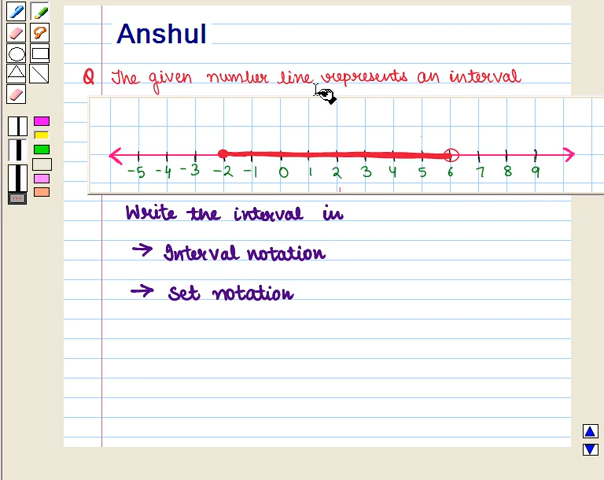 Anshul
Q The given number line represents an interval
-5 -4 -3 -2 -1 0 1 2 3 4 5 6 7 8 9
Write the interval in
→ Interval notation
→ Set notation